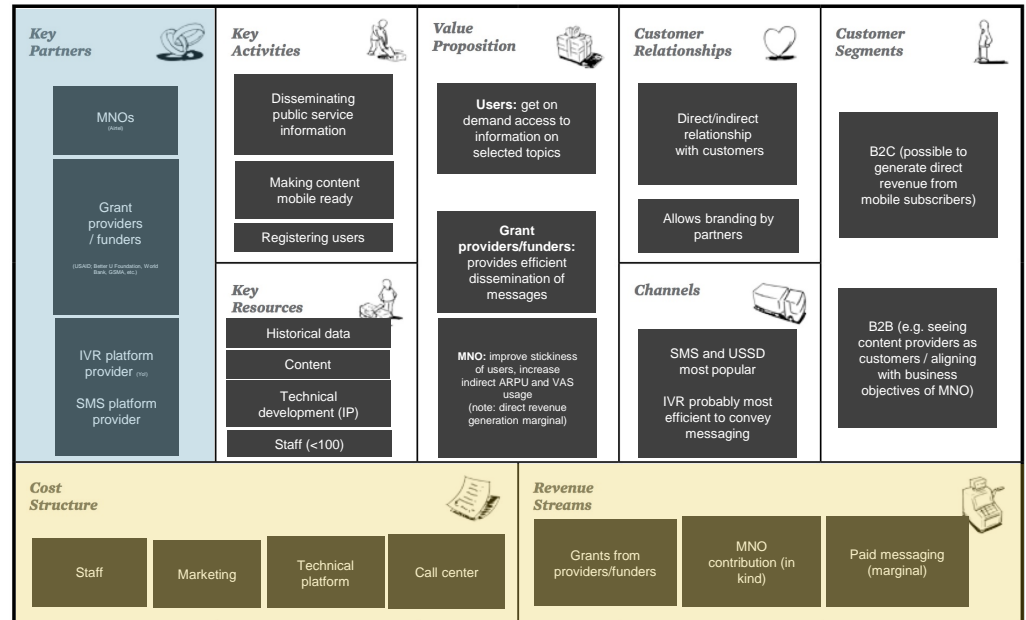 Key
Partners
MNOs
(Airtel)
Grant
providers
/ funders
(USAID, Better U Foundation, World
Bank, GSMA, etc.)
IVR platform
provider (Yo!)
SMS platform
provider
Key
Activities
Disseminating
public service
information
Making content
mobile ready
Registering users
Key
Resources
Historical data
Content
Technical
development (IP)
Staff (<100)
Value
Proposition
Users: get on
demand access to
information on
selected topics
Grant
providers/funders:
provides efficient
dissemination of
messages
MNO: improve stickiness
of users, increase
indirect ARPU and VAS
usage
(note: direct revenue
generation marginal)
Customer
Relationships
Direct/indirect
relationship
with customers
Allows branding by
partners
Channels
SMS and USSD
most popular
IVR probably most
efficient to convey
messaging
Customer
Segments
B2C (possible to
generate direct
revenue from
mobile subscribers)
B2B (e.g. seeing
content providers as
customers / aligning
with business
objectives of MNO)
Cost
Structure
Staff
Marketing
Technical
platform
Call center
Revenue
Streams
Grants from
providers/funders
MNO
contribution (in
kind)
Paid messaging
(marginal)